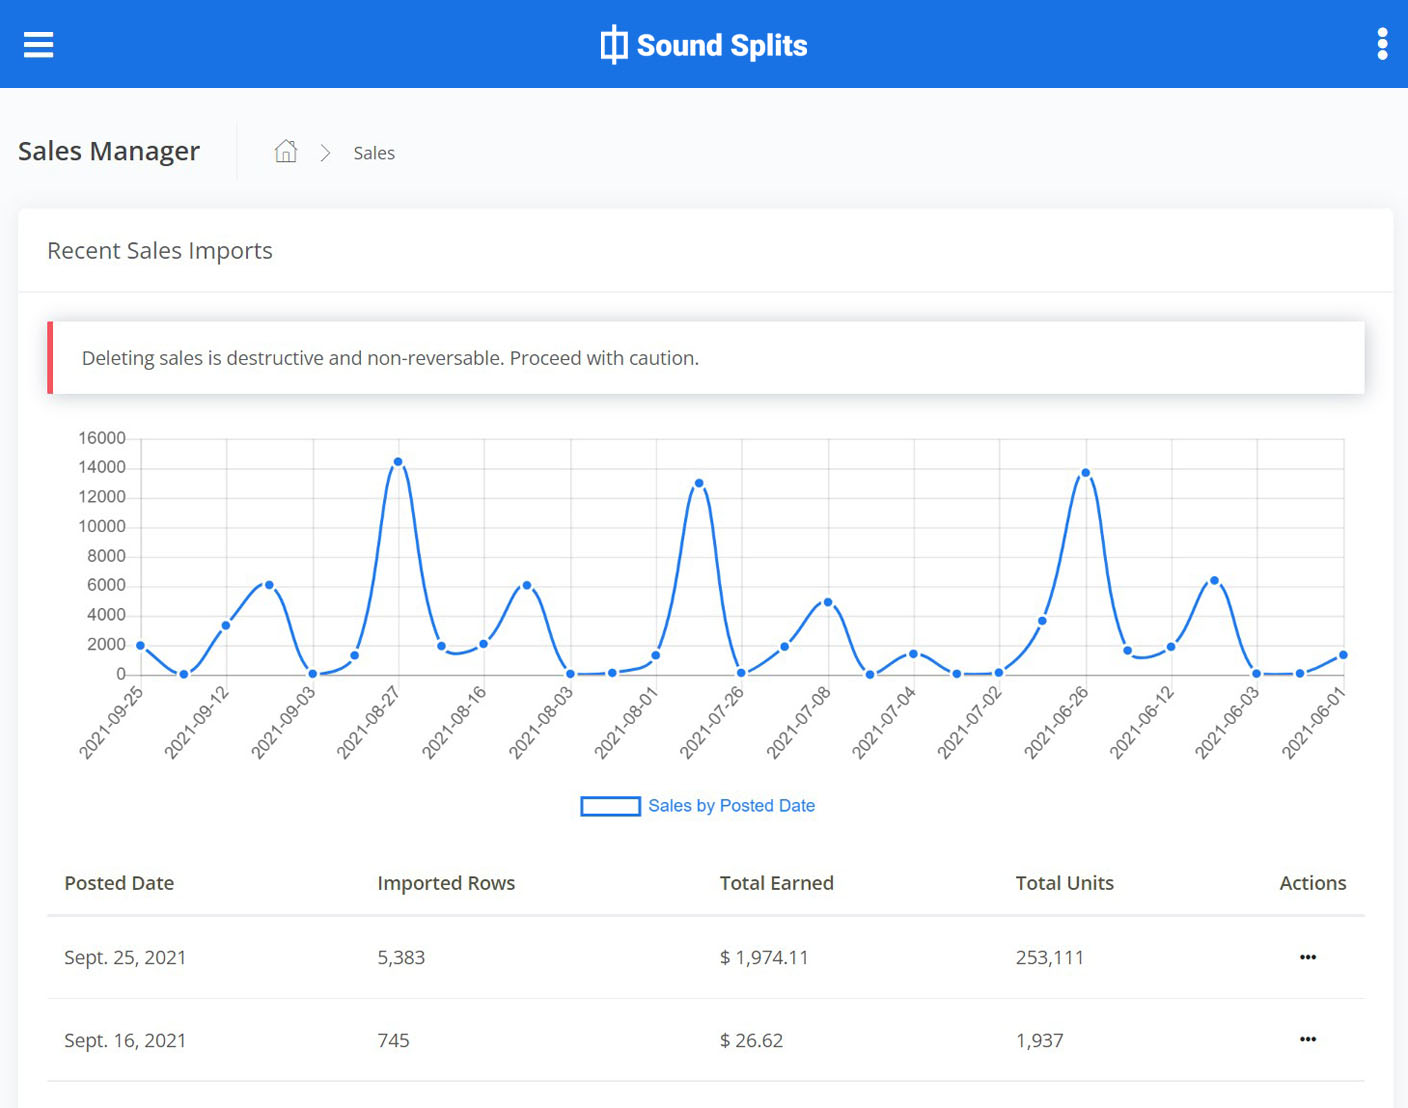 Sound Splits
Sales Manager
Sales
Recent Sales Imports
Deleting sales is destructive and non-reversable. Proceed with caution.
16000
14000
12000
10000
8000
6000
4000
2000
0
2021-09-25
2021-09-12
2021-09-03
2021-08-27
2021-08-16
2021-08-03
2021-08-01
2021-07-26
2021-07-08
2021-07-04
2021-07-02
2021-06-26
2021-06-12
2021-06-03
2021-06-01
Sales by Posted Date
Posted Date Imported Rows Total Earned Total Units Actions
Sept. 25, 2021 5,383 $ 1,974.11 253,111
Sept. 16, 2021 745 $ 26.62 1,937